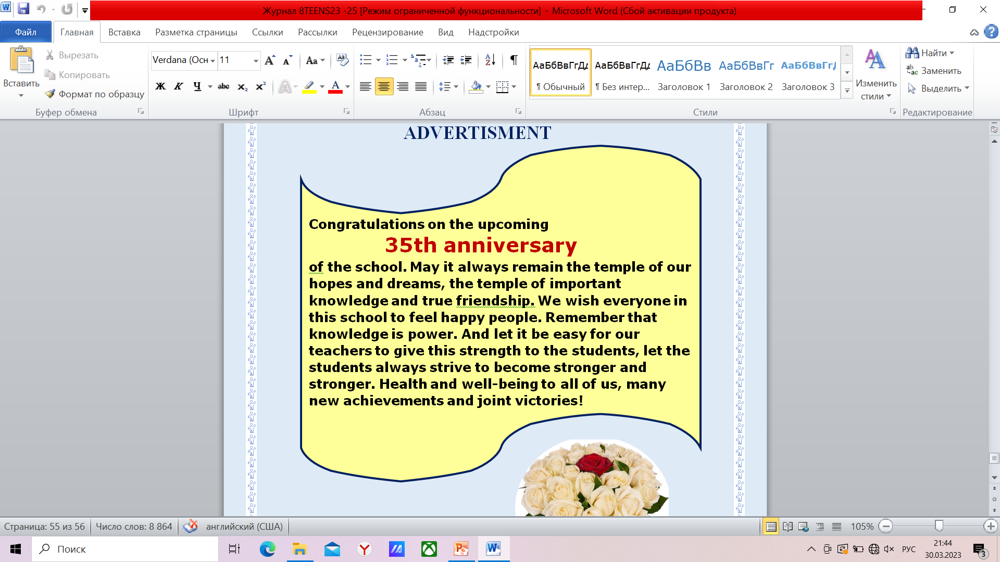 Журнал 8TEENS23 -25 [Режим ограниченной функциональности] - Microsoft Word (Сбой активации продукта)
Файл Главная Вставка Разметка страницы Ссылки Рассылки Рецензирование Вид Надстройки
Вставить
Вырезать
Копировать
Формат по образцу
Буфер обмена
Verdana (Осн 11
Ж К Ч abc x₂ x²
Шрифт
Абзац
АаБбВвГгДд АаБбВвГгДд АаБбВв АаБбВвГг АаБбВвГгД
¶ Обычный ¶ Без интер... Заголовок 1 Заголовок 2 Заголовок 3
Стили
Изменить
стили
Найти
Заменить
Выделить
Редактирование
ADVERTISMENT
Congratulations on the upcoming
35th anniversary
of the school. May it always remain the temple of our
hopes and dreams, the temple of important
knowledge and true friendship. We wish everyone in
this school to feel happy people. Remember that
knowledge is power. And let it be easy for our
teachers to give this strength to the students, let the
students always strive to become stronger and
stronger. Health and well-being to all of us, many
new achievements and joint victories!
Страница: 55 из 56 Число слов: 8 864 английский (США) 105%
Поиск
РУС
21:44
30.03.2023
3